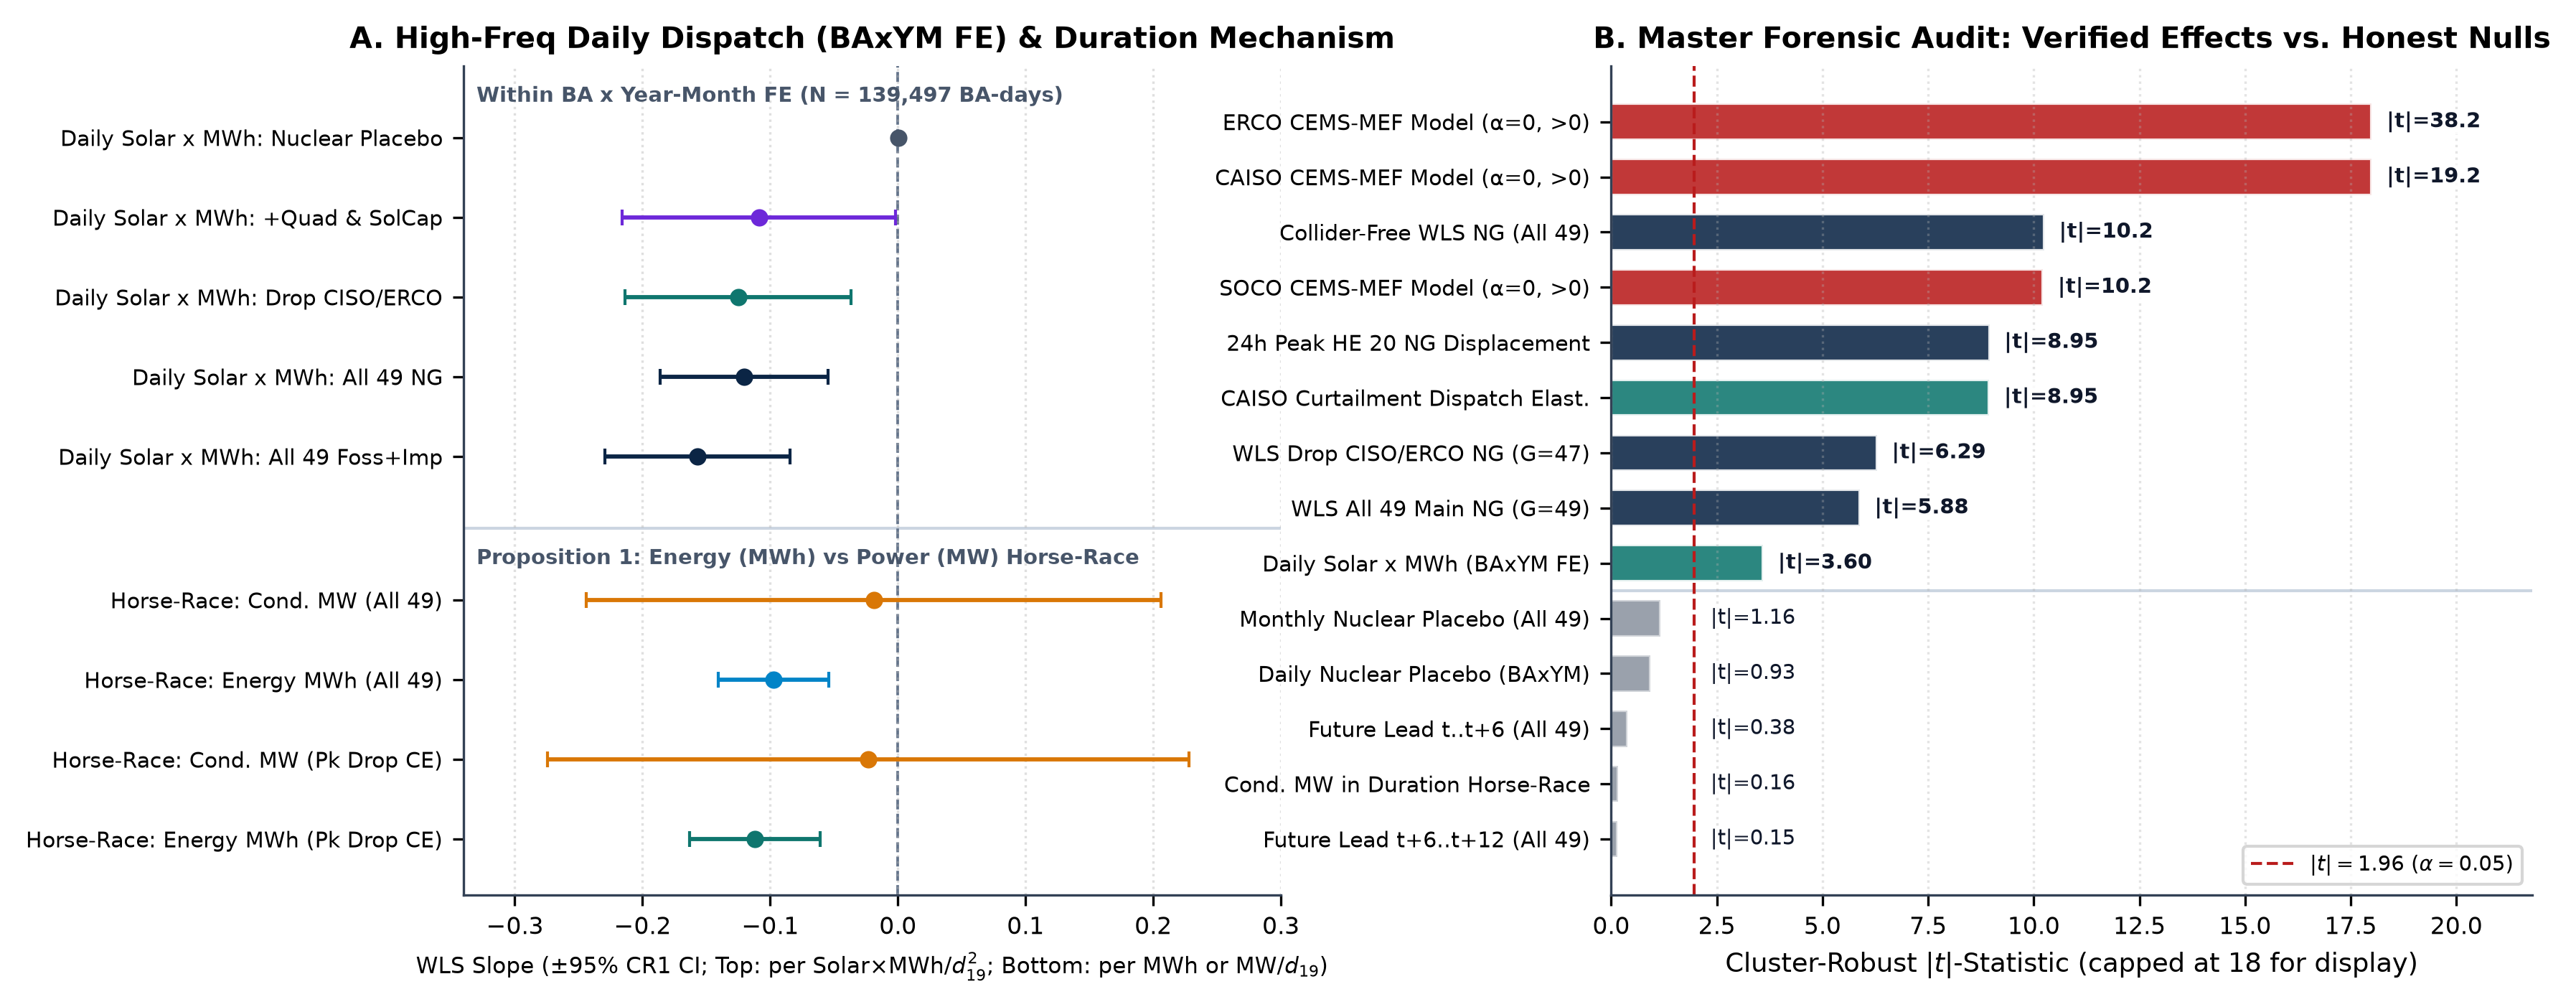 A. High-Freq Daily Dispatch (BAxYM FE) & Duration Mechanism
Within BA x Year-Month FE (N = 139,497 BA-days)
Daily Solar x MWh: Nuclear Placebo
Daily Solar x MWh: +Quad & SolCap
Daily Solar x MWh: Drop CISO/ERCO
Daily Solar x MWh: All 49 NG
Daily Solar x MWh: All 49 Foss+Imp
Proposition 1: Energy (MWh) vs Power (MW) Horse-Race
Horse-Race: Cond. MW (All 49)
Horse-Race: Energy MWh (All 49)
Horse-Race: Cond. MW (Pk Drop CE)
Horse-Race: Energy MWh (Pk Drop CE)
−0.3 −0.2 −0.1 0.0 0.1 0.2 0.3
WLS Slope (±95% CR1 CI; Top: per Solar×MWh/$d_{19}^2$; Bottom: per MWh or MW/$d_{19}$)
B. Master Forensic Audit: Verified Effects vs. Honest Nulls
ERCO CEMS-MEF Model (α=0, >0) |t|=38.2
CAISO CEMS-MEF Model (α=0, >0) |t|=19.2
Collider-Free WLS NG (All 49) |t|=10.2
SOCO CEMS-MEF Model (α=0, >0) |t|=10.2
24h Peak HE 20 NG Displacement |t|=8.95
CAISO Curtailment Dispatch Elast. |t|=8.95
WLS Drop CISO/ERCO NG (G=47) |t|=6.29
WLS All 49 Main NG (G=49) |t|=5.88
Daily Solar x MWh (BAxYM FE) |t|=3.60
Monthly Nuclear Placebo (All 49) |t|=1.16
Daily Nuclear Placebo (BAxYM) |t|=0.93
Future Lead t..t+6 (All 49) |t|=0.38
Cond. MW in Duration Horse-Race |t|=0.16
Future Lead t+6..t+12 (All 49) |t|=0.15
|t| = 1.96 (α = 0.05)
0.0 2.5 5.0 7.5 10.0 12.5 15.0 17.5 20.0
Cluster-Robust |t|-Statistic (capped at 18 for display)